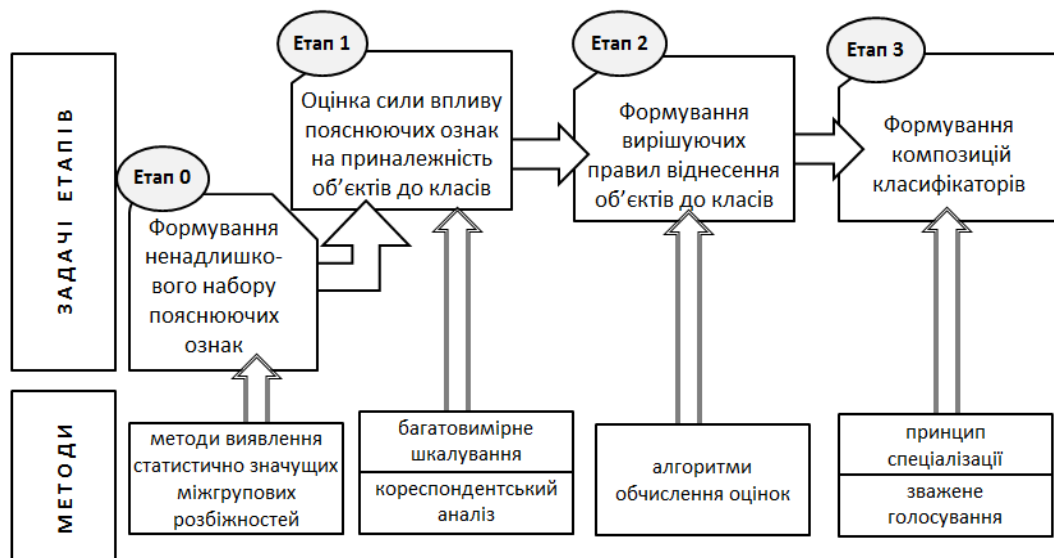 ЗАДАЧІ ЕТАПІВ
Етап 0
Формування
ненадлишко-
вого набору
пояснюючих
ознак
Етап 1
Оцінка сили впливу
пояснюючих ознак
на приналежність
об’єктів до класів
Етап 2
Формування
вирішуючих
правил віднесення
об’єктів до класів
Етап 3
Формування
композицій
класифікаторів
МЕТОДИ
методи виявлення
статистично значущих
міжгрупових
розбіжностей
багатовимірне
шкалування
кореспондентський
аналіз
алгоритми
обчислення оцінок
принцип
спеціалізації
зважене
голосування